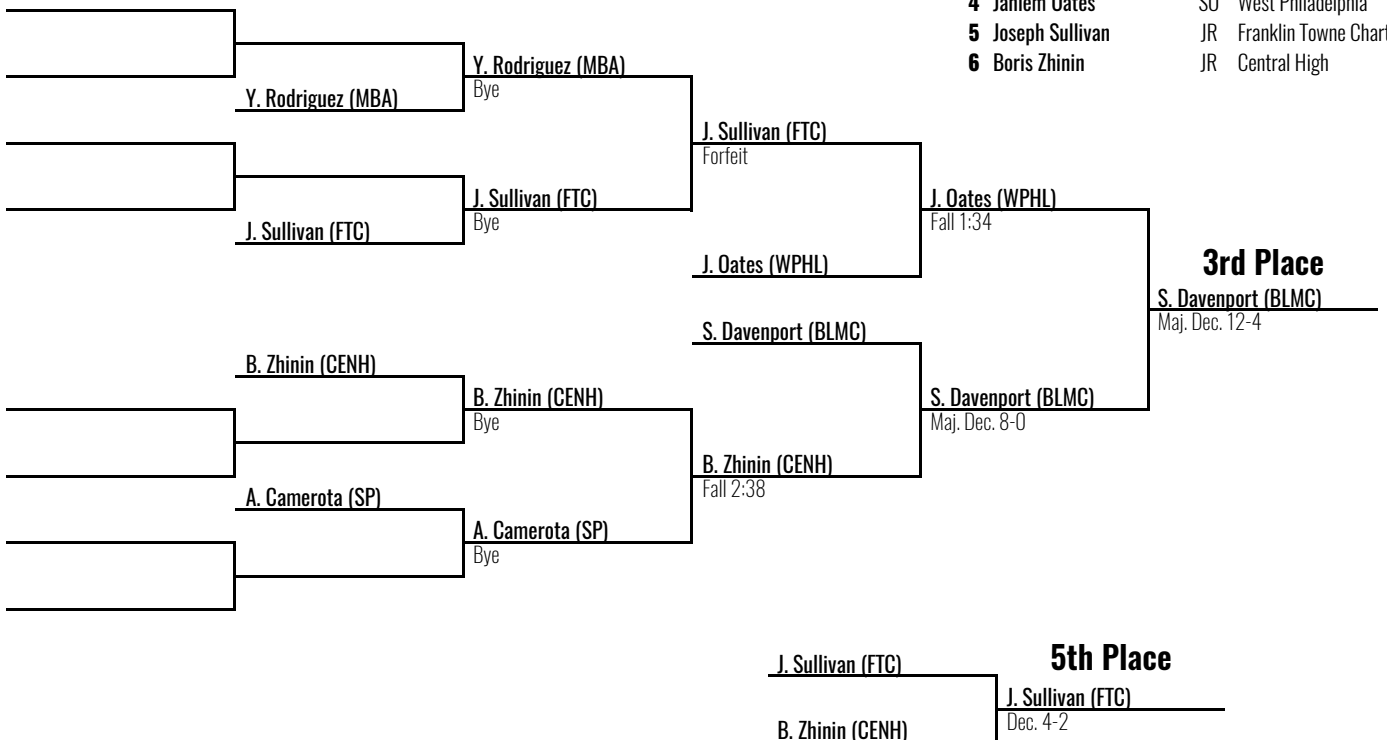 4 Jahiem Oates SO West Philadelphia
5 Joseph Sullivan JR Franklin Towne Chart
6 Boris Zhinin JR Central High
Y. Rodriguez (MBA)
Bye
Y. Rodriguez (MBA)
J. Sullivan (FTC)
Forfeit
J. Sullivan (FTC)
Bye
J. Oates (WPHL)
Fall 1:34
J. Sullivan (FTC)
J. Oates (WPHL)
3rd Place
S. Davenport (BLMC)
Maj. Dec. 12-4
S. Davenport (BLMC)
B. Zhinin (CENH)
B. Zhinin (CENH)
Bye
S. Davenport (BLMC)
Maj. Dec. 8-0
B. Zhinin (CENH)
Fall 2:38
A. Camerota (SP)
A. Camerota (SP)
Bye
5th Place
J. Sullivan (FTC)
J. Sullivan (FTC)
Dec. 4-2
B. Zhinin (CENH)